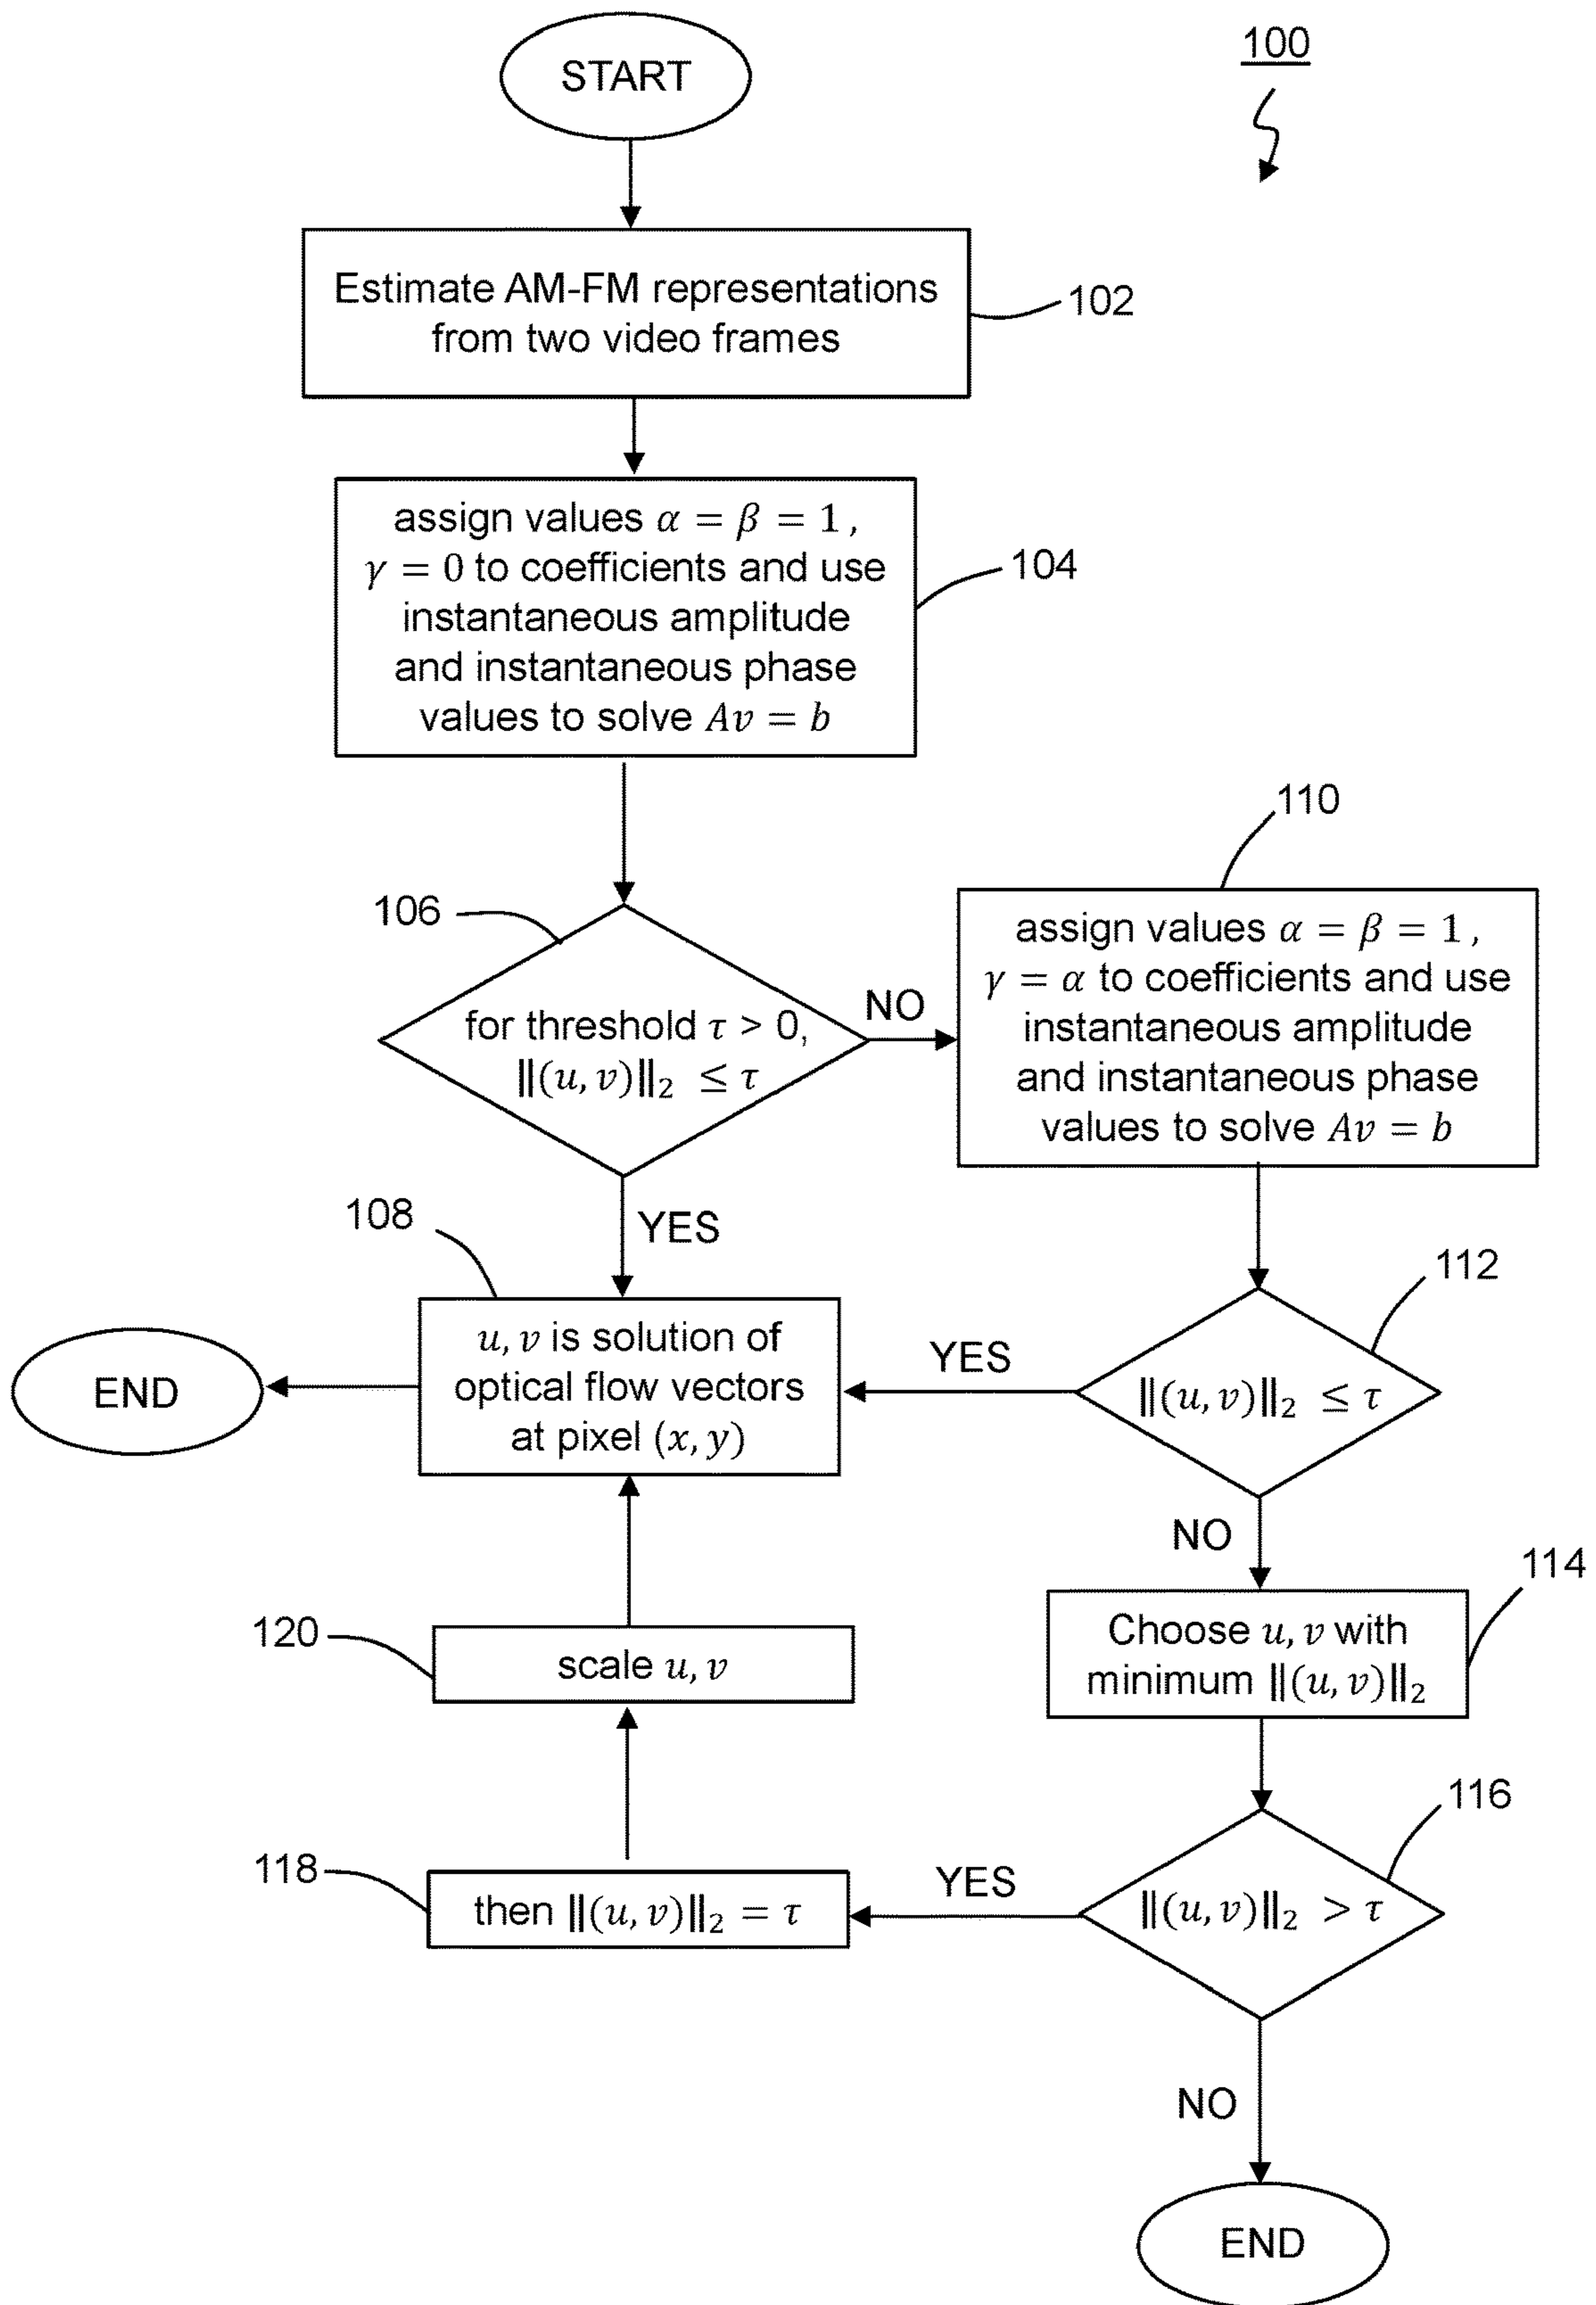 START
100
Estimate AM-FM representations
from two video frames
102
assign values α = β = 1 ,
γ = 0 to coefficients and use
instantaneous amplitude
and instantaneous phase
values to solve Av = b
104
106
for threshold τ > 0,
‖(u, v)‖₂ ≤ τ
NO
110
assign values α = β = 1 ,
γ = α to coefficients and use
instantaneous amplitude
and instantaneous phase
values to solve Av = b
YES
108
u, v is solution of
optical flow vectors
at pixel (x, y)
END
YES
112
‖(u, v)‖₂ ≤ τ
NO
114
Choose u, v with
minimum ‖(u, v)‖₂
120
scale u, v
116
‖(u, v)‖₂ > τ
YES
118
then ‖(u, v)‖₂ = τ
NO
END